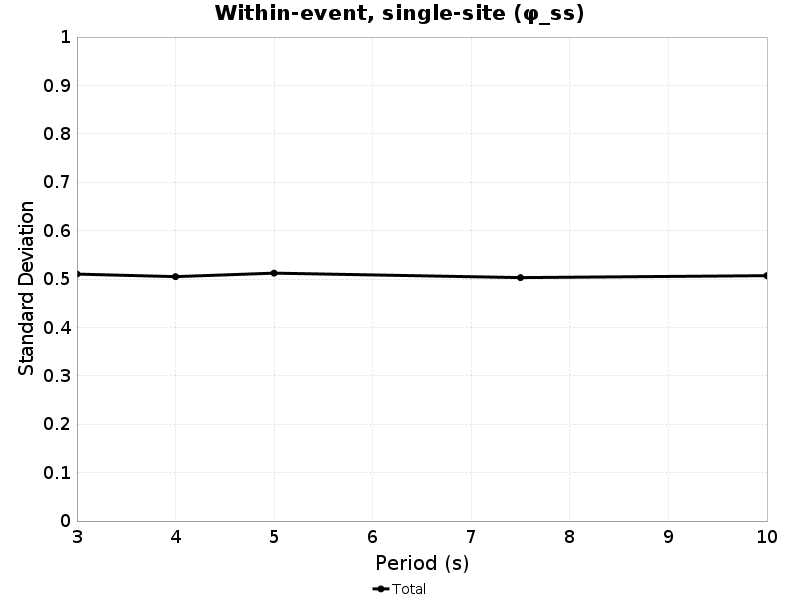 Within-event, single-site (φ_ss)
1
0.9
0.8
0.7
0.6
0.5
0.4
0.3
0.2
0.1
0
Standard Deviation
3 4 5 6 7 8 9 10
Period (s)
Total